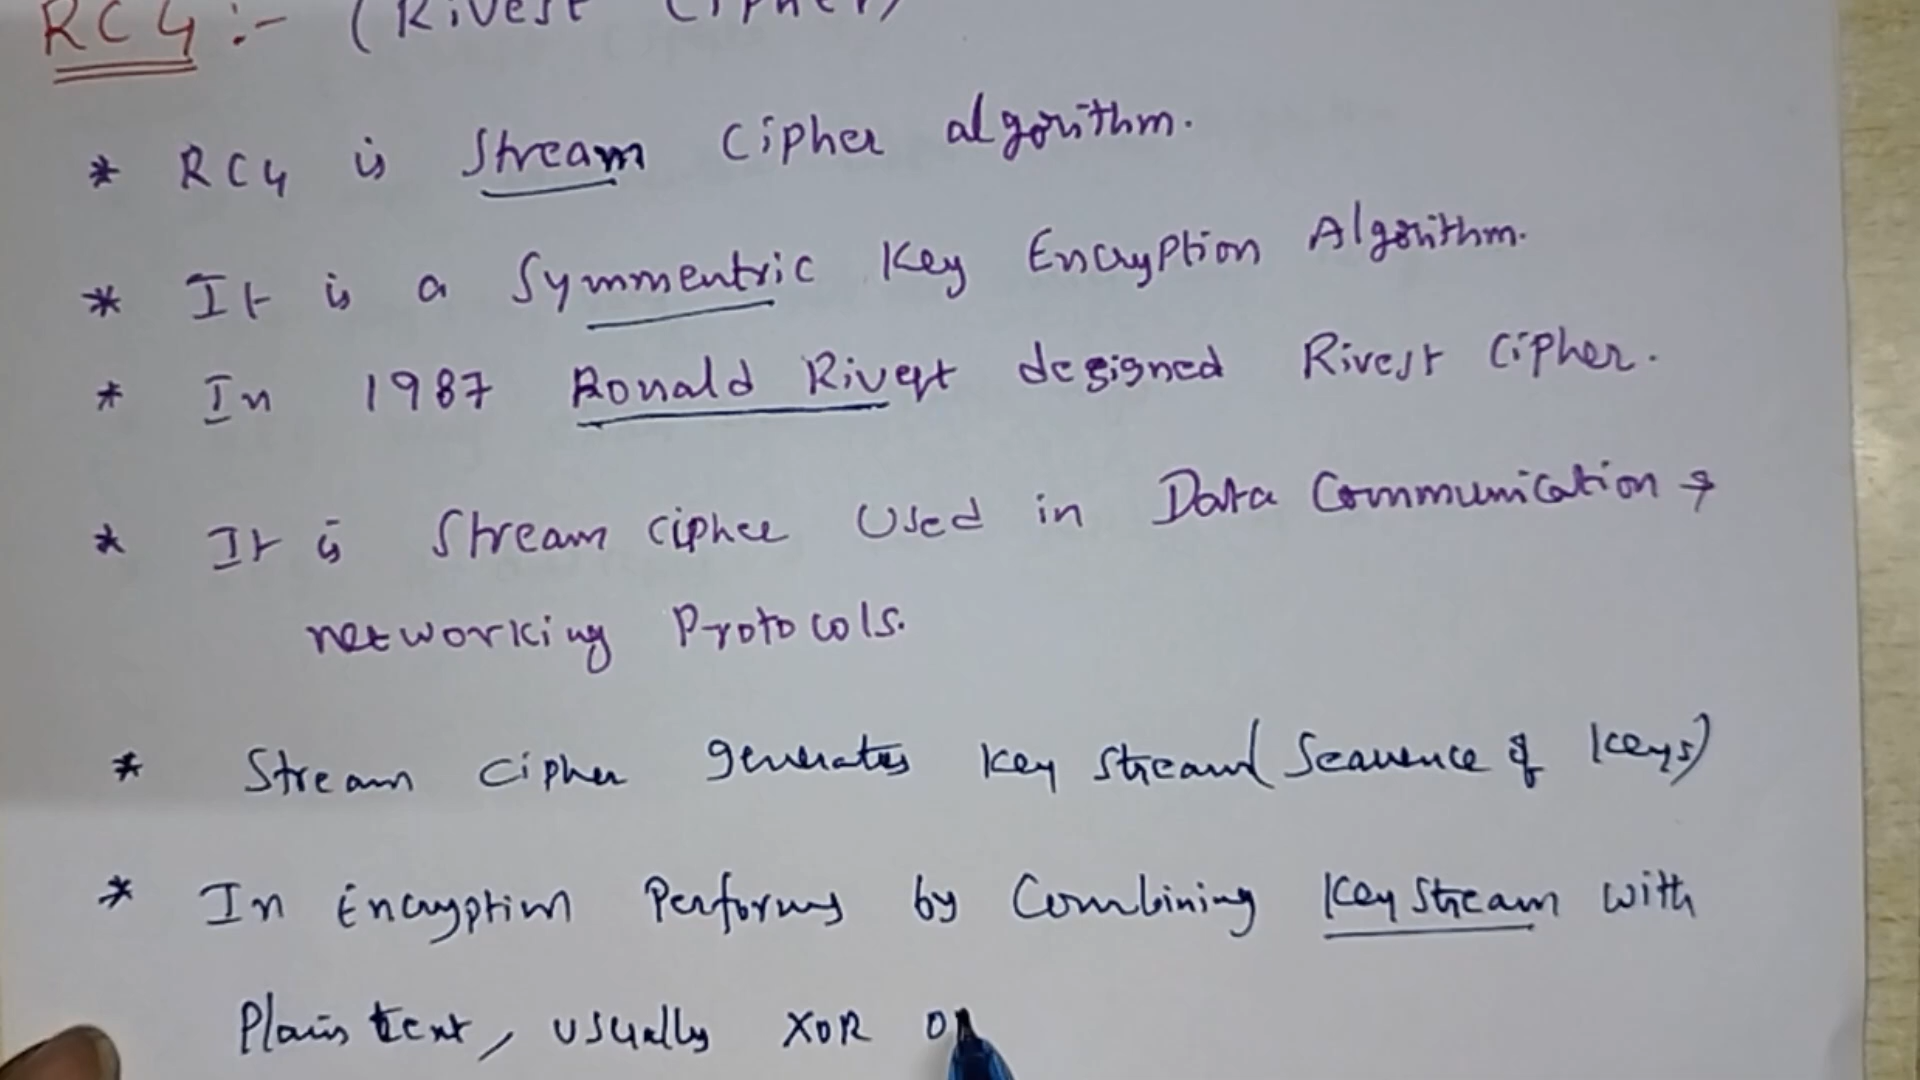 RC4 :- (Rivest Cipher)
* RC4 is Stream Cipher algorithm.
* It is a Symmentric Key Encryption Algorithm.
* In 1987 Ronald Rivest designed Rivest Cipher.
* It is Stream cipher Used in Data Communication →
networking Protocols.
* Stream Cipher generates key stream (Seauence of keys)
* In Encryption Performs by Combining key stream with
Plain text, usually XOR o